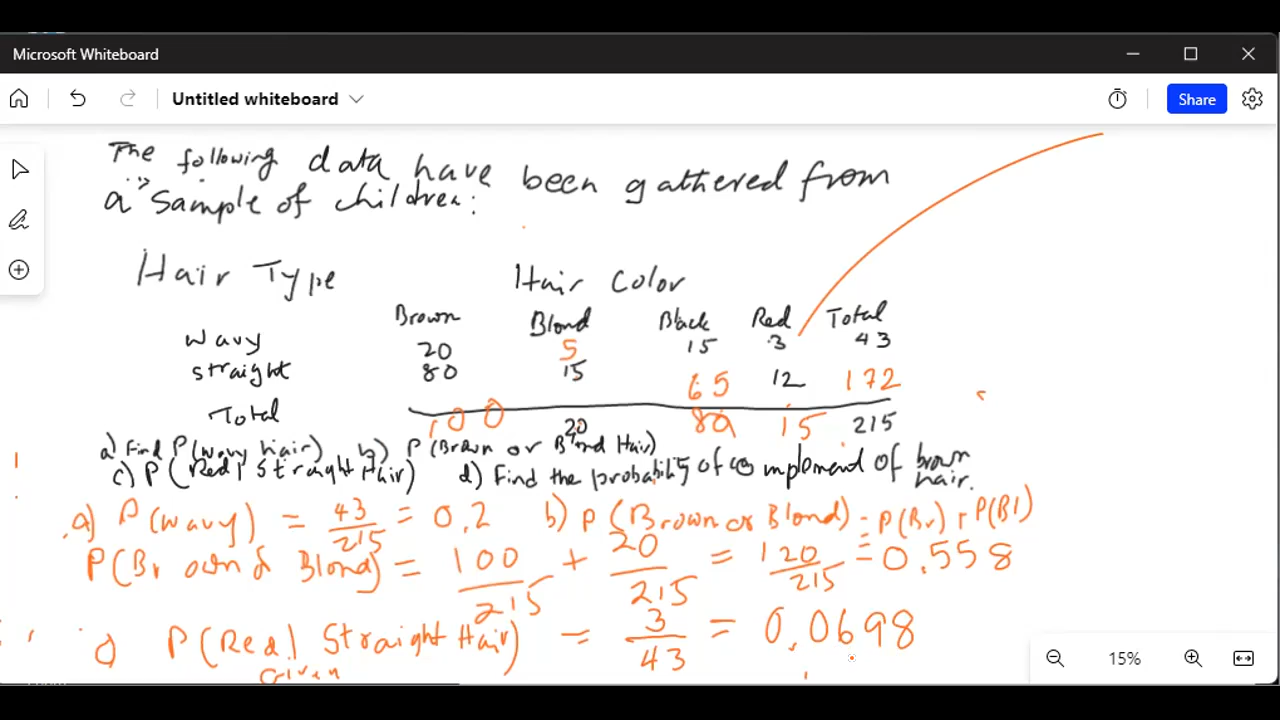 Microsoft Whiteboard
Untitled whiteboard
Share
The following data have been gathered from
a sample of children:
Hair Type Hair Color
Brown Blond Black Red Total
Wavy 20 5 15 3 43
straight 80 15 65 12 172
Total 100 20 80 15 215
a) Find P(wavy hair) b) P(Brown or Blond Hair)
c) P(Red| Straight Hair) d) Find the probability of complement of brown hair.
a) P(wavy) = 43/215 = 0.2 b) P(Brown or Blond) = P(Br) + P(Bl)
P(Brown or Blond) = 100/215 + 20/215 = 120/215 = 0.558
c) P(Red| Straight Hair) = 3/43 = 0.0698
Given
15%